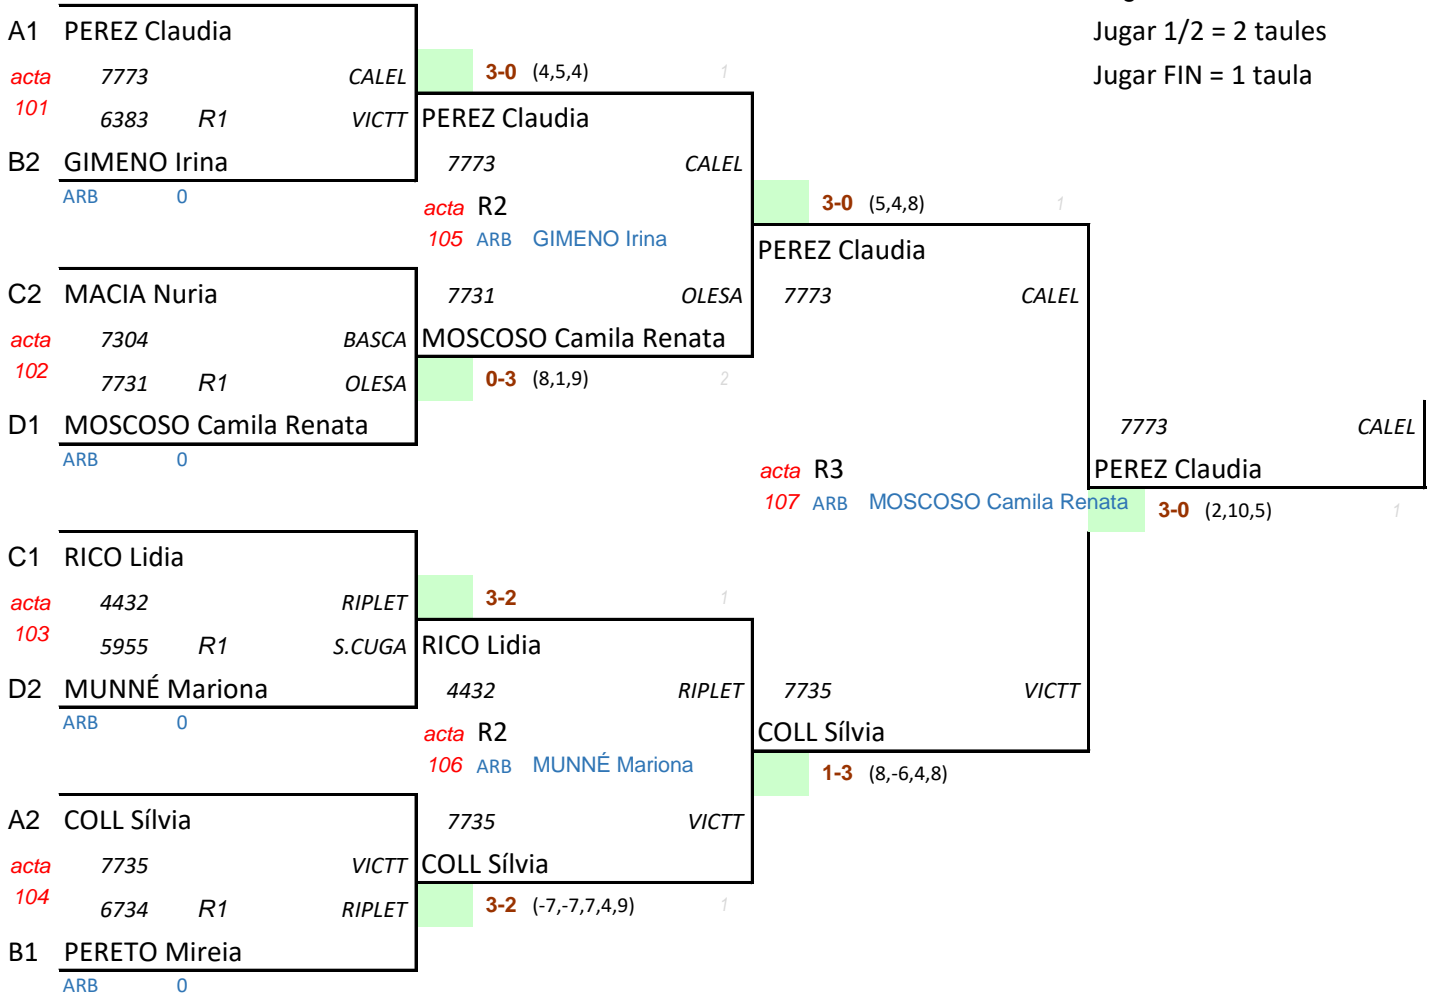 A1 PEREZ Claudia
Jugar 1/2 = 2 taules
acta 7773 CALEL 3-0 (4,5,4) 1
Jugar FIN = 1 taula
101
6383 R1 VICTT PEREZ Claudia
B2 GIMENO Irina 7773 CALEL
ARB 0
3-0 (5,4,8) 1
acta R2
105 ARB GIMENO Irina
PEREZ Claudia
C2 MACIA Nuria 7731 OLESA 7773 CALEL
acta 7304 BASCA MOSCOSO Camila Renata
102
7731 R1 OLESA 0-3 (8,1,9) 2
D1 MOSCOSO Camila Renata 7773 CALEL
ARB 0
acta R3 PEREZ Claudia
107 ARB MOSCOSO Camila Renata 3-0 (2,10,5) 1
C1 RICO Lidia
acta 4432 RIPLET 3-2 1
103
5955 R1 S.CUGA RICO Lidia
D2 MUNNÉ Mariona 4432 RIPLET 7735 VICTT
ARB 0
acta R2 COLL Sílvia
106 ARB MUNNÉ Mariona 1-3 (8,-6,4,8)
A2 COLL Sílvia 7735 VICTT
acta 7735 VICTT COLL Sílvia
104
6734 R1 RIPLET 3-2 (-7,-7,7,4,9) 1
B1 PERETO Mireia
ARB 0